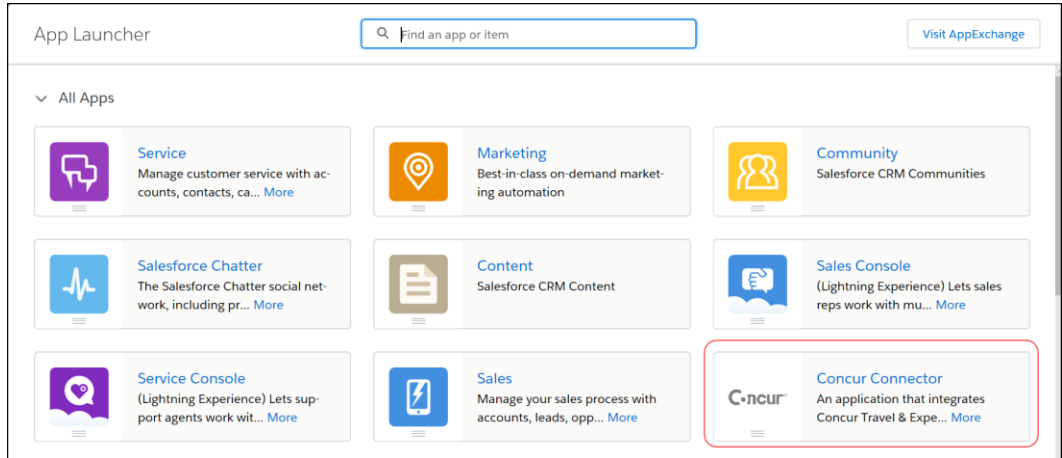 App Launcher
Find an app or item
Visit AppExchange
All Apps
Service
Manage customer service with ac-
counts, contacts, ca... More
Marketing
Best-in-class on-demand market-
ing automation
Community
Salesforce CRM Communities
Salesforce Chatter
The Salesforce Chatter social net-
work, including pr... More
Content
Salesforce CRM Content
Sales Console
(Lightning Experience) Lets sales
reps work with mu... More
Service Console
(Lightning Experience) Lets sup-
port agents work wit... More
Sales
Manage your sales process with
accounts, leads, opp... More
Concur
Concur Connector
An application that integrates
Concur Travel & Expe... More